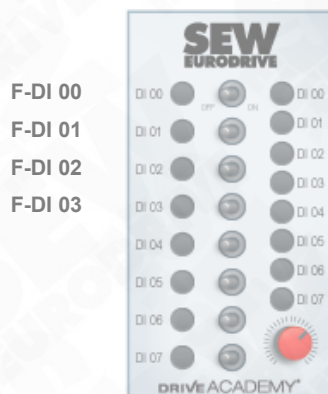 F-DI 00
F-DI 01
F-DI 02
F-DI 03
SEW
EURODRIVE
DI 00
OFF ON
DI 01
DI 02
DI 03
DI 04
DI 05
DI 06
DI 07
DI 00
DI 01
DI 02
DI 03
DI 04
DI 05
DI 06
DI 07
DRIVEACADEMY®